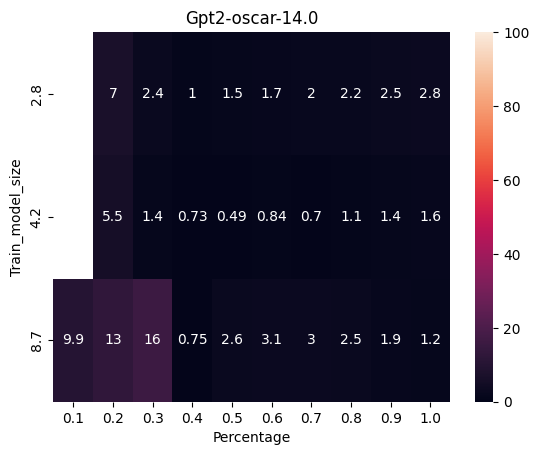 Gpt2-oscar-14.0
2.8
7 2.4 1 1.5 1.7 2 2.2 2.5 2.8
4.2
5.5 1.4 0.73 0.49 0.84 0.7 1.1 1.4 1.6
8.7
9.9 13 16 0.75 2.6 3.1 3 2.5 1.9 1.2
0.1 0.2 0.3 0.4 0.5 0.6 0.7 0.8 0.9 1.0
Percentage
Train_model_size
100
80
60
40
20
0